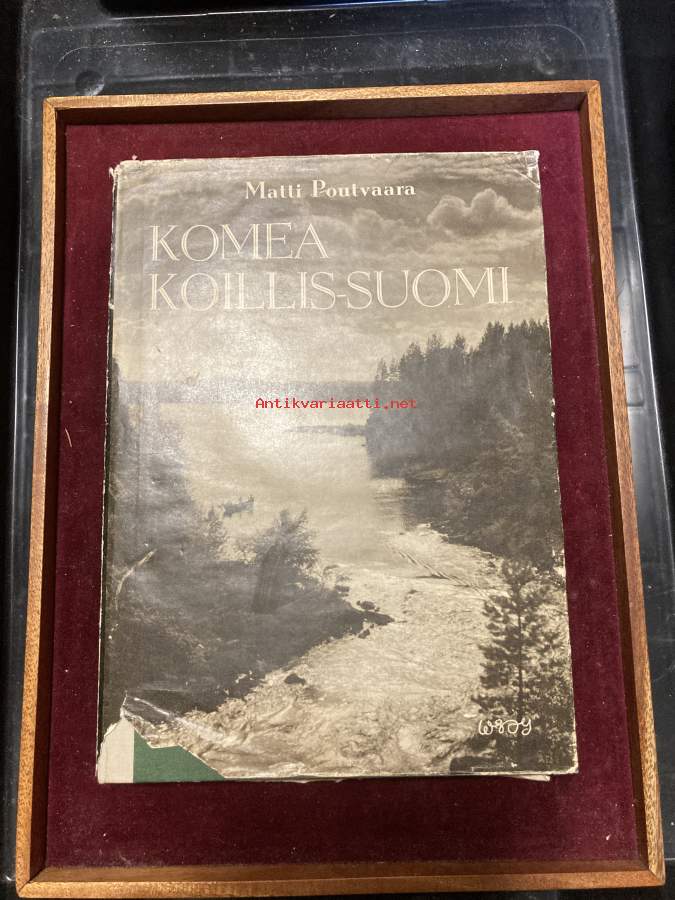 Matti Poutvaara
KOMEA
KOILLIS-SUOMI
Antikvariaatti.net
WSOY